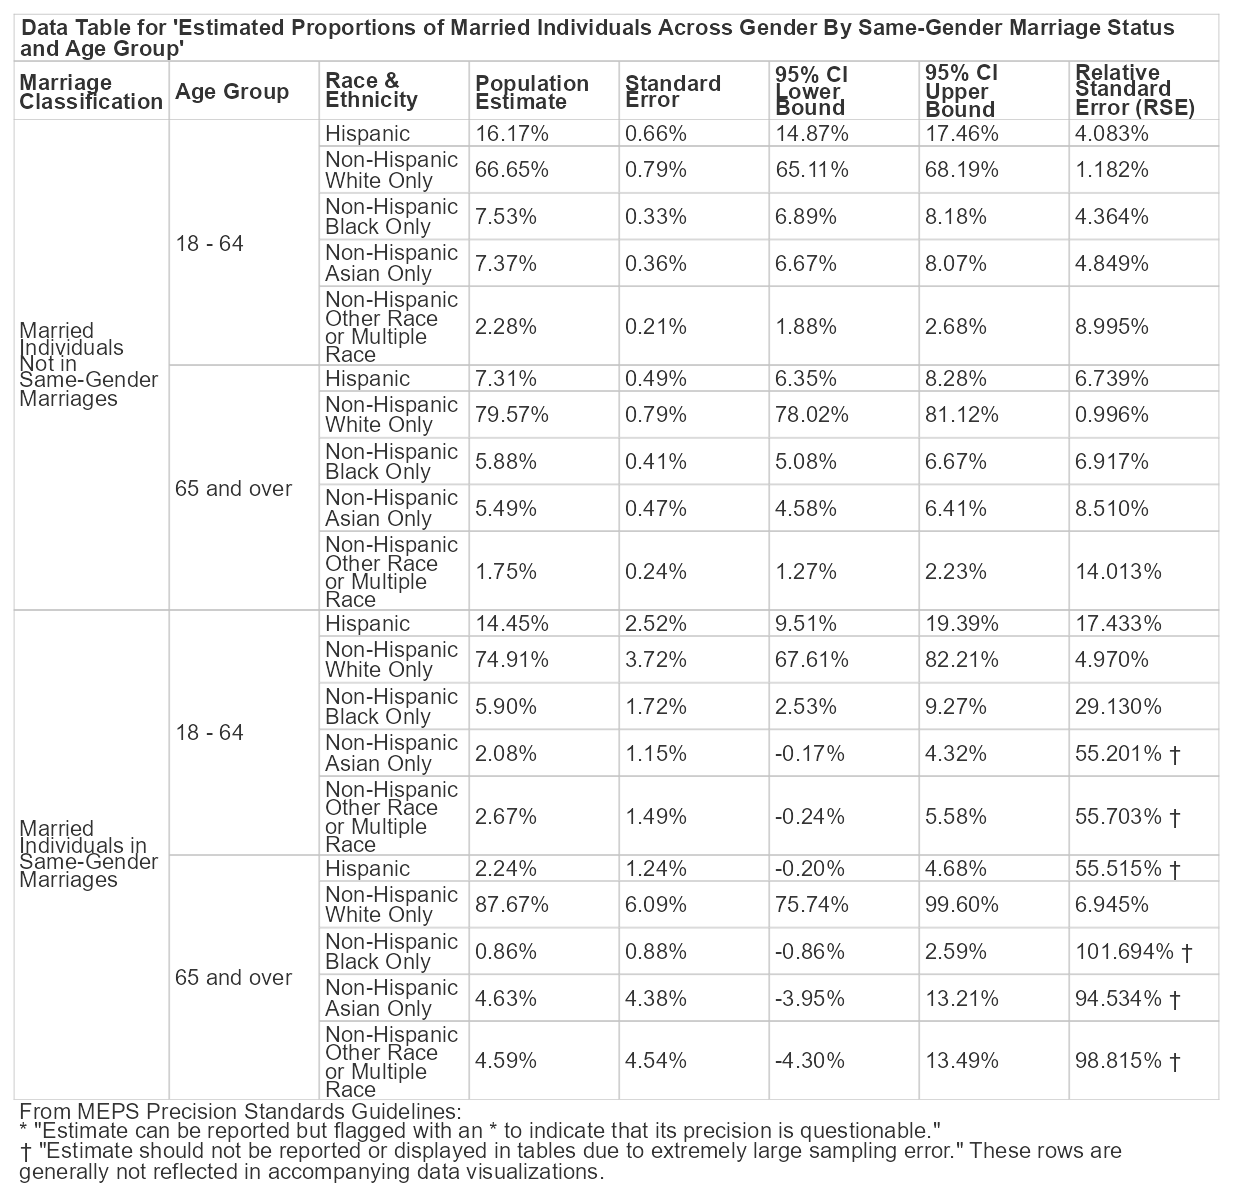 Data Table for 'Estimated Proportions of Married Individuals Across Gender By Same-Gender Marriage Status
and Age Group'
Marriage
Classification
Age Group
Race &
Ethnicity
Population
Estimate
Standard
Error
95% CI
Lower
Bound
95% CI
Upper
Bound
Relative
Standard
Error (RSE)
Married
Individuals
Not in
Same-Gender
Marriages
18 - 64
Hispanic
16.17% 0.66% 14.87% 17.46% 4.083%
Non-Hispanic
White Only
66.65% 0.79% 65.11% 68.19% 1.182%
Non-Hispanic
Black Only
7.53% 0.33% 6.89% 8.18% 4.364%
Non-Hispanic
Asian Only
7.37% 0.36% 6.67% 8.07% 4.849%
Non-Hispanic
Other Race
or Multiple
Race
2.28% 0.21% 1.88% 2.68% 8.995%
65 and over
Hispanic
7.31% 0.49% 6.35% 8.28% 6.739%
Non-Hispanic
White Only
79.57% 0.79% 78.02% 81.12% 0.996%
Non-Hispanic
Black Only
5.88% 0.41% 5.08% 6.67% 6.917%
Non-Hispanic
Asian Only
5.49% 0.47% 4.58% 6.41% 8.510%
Non-Hispanic
Other Race
or Multiple
Race
1.75% 0.24% 1.27% 2.23% 14.013%
Married
Individuals in
Same-Gender
Marriages
18 - 64
Hispanic
14.45% 2.52% 9.51% 19.39% 17.433%
Non-Hispanic
White Only
74.91% 3.72% 67.61% 82.21% 4.970%
Non-Hispanic
Black Only
5.90% 1.72% 2.53% 9.27% 29.130%
Non-Hispanic
Asian Only
2.08% 1.15% -0.17% 4.32% 55.201% †
Non-Hispanic
Other Race
or Multiple
Race
2.67% 1.49% -0.24% 5.58% 55.703% †
65 and over
Hispanic
2.24% 1.24% -0.20% 4.68% 55.515% †
Non-Hispanic
White Only
87.67% 6.09% 75.74% 99.60% 6.945%
Non-Hispanic
Black Only
0.86% 0.88% -0.86% 2.59% 101.694% †
Non-Hispanic
Asian Only
4.63% 4.38% -3.95% 13.21% 94.534% †
Non-Hispanic
Other Race
or Multiple
Race
4.59% 4.54% -4.30% 13.49% 98.815% †
From MEPS Precision Standards Guidelines:
* "Estimate can be reported but flagged with an * to indicate that its precision is questionable."
† "Estimate should not be reported or displayed in tables due to extremely large sampling error." These rows are
generally not reflected in accompanying data visualizations.